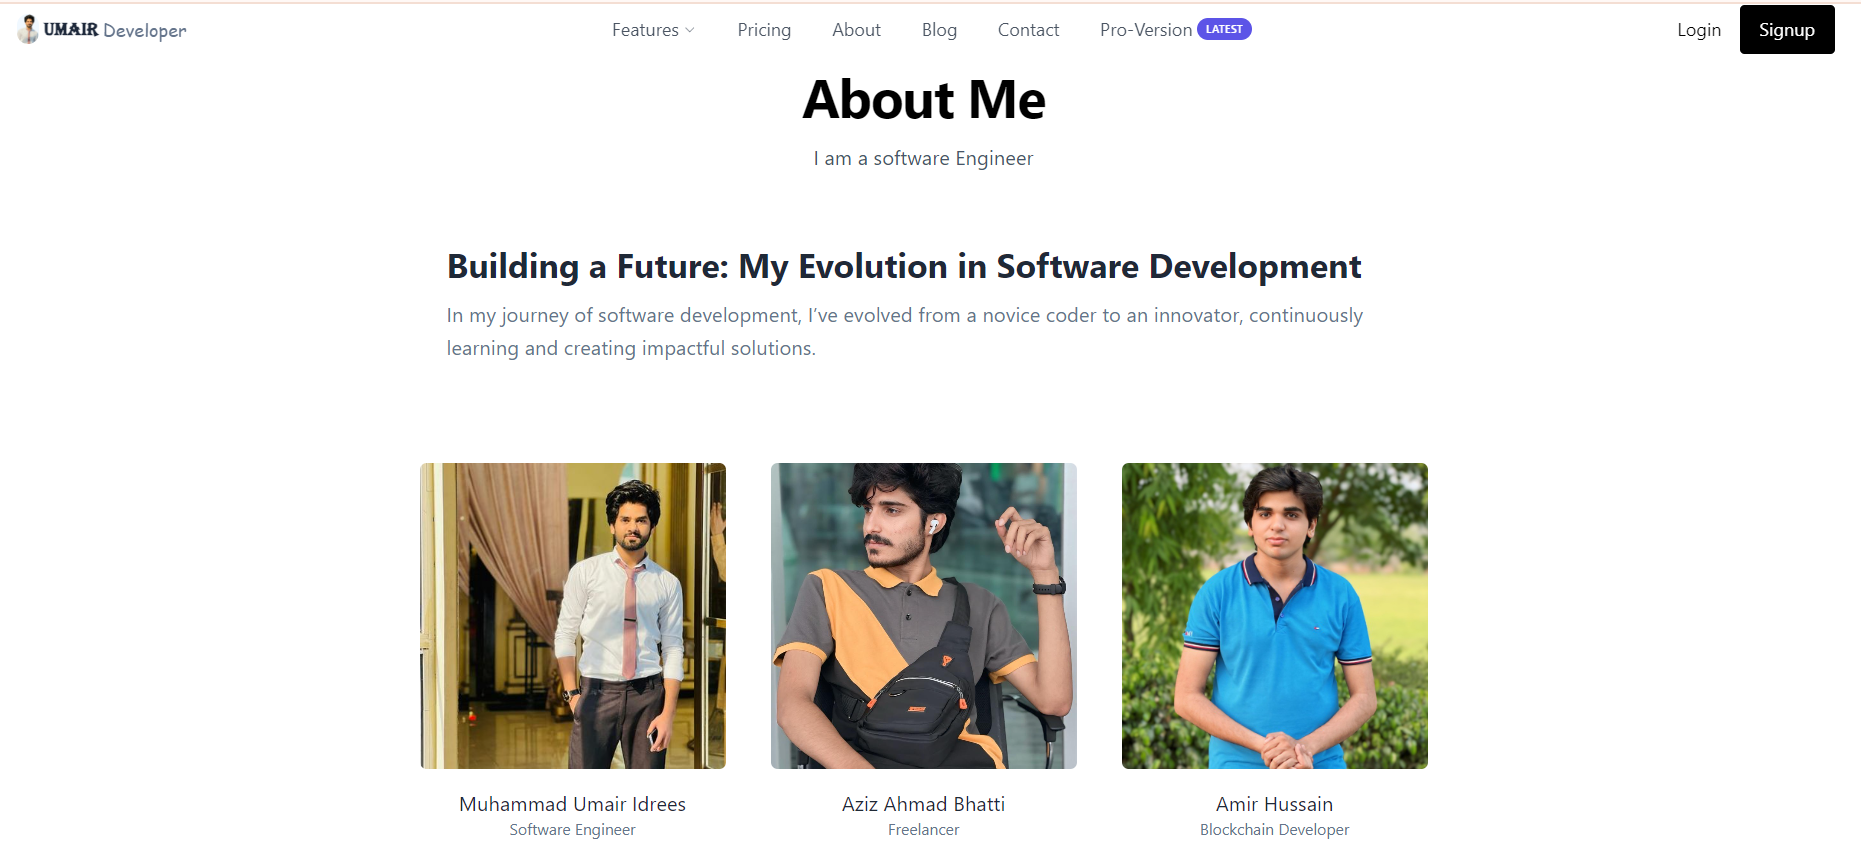 UMAIR Developer
Features Pricing About Blog Contact Pro-Version LATEST Login Signup
About Me
I am a software Engineer
Building a Future: My Evolution in Software Development
In my journey of software development, I’ve evolved from a novice coder to an innovator, continuously
learning and creating impactful solutions.
Muhammad Umair Idrees
Software Engineer
Aziz Ahmad Bhatti
Freelancer
Amir Hussain
Blockchain Developer